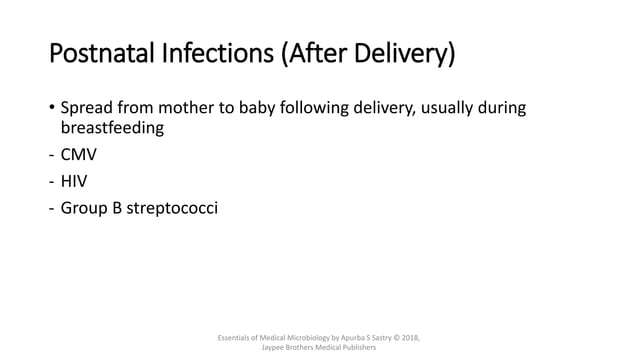 Postnatal Infections (After Delivery)
• Spread from mother to baby following delivery, usually during
breastfeeding
- CMV
- HIV
- Group B streptococci
Essentials of Medical Microbiology by Apurba S Sastry © 2018,
Jaypee Brothers Medical Publishers